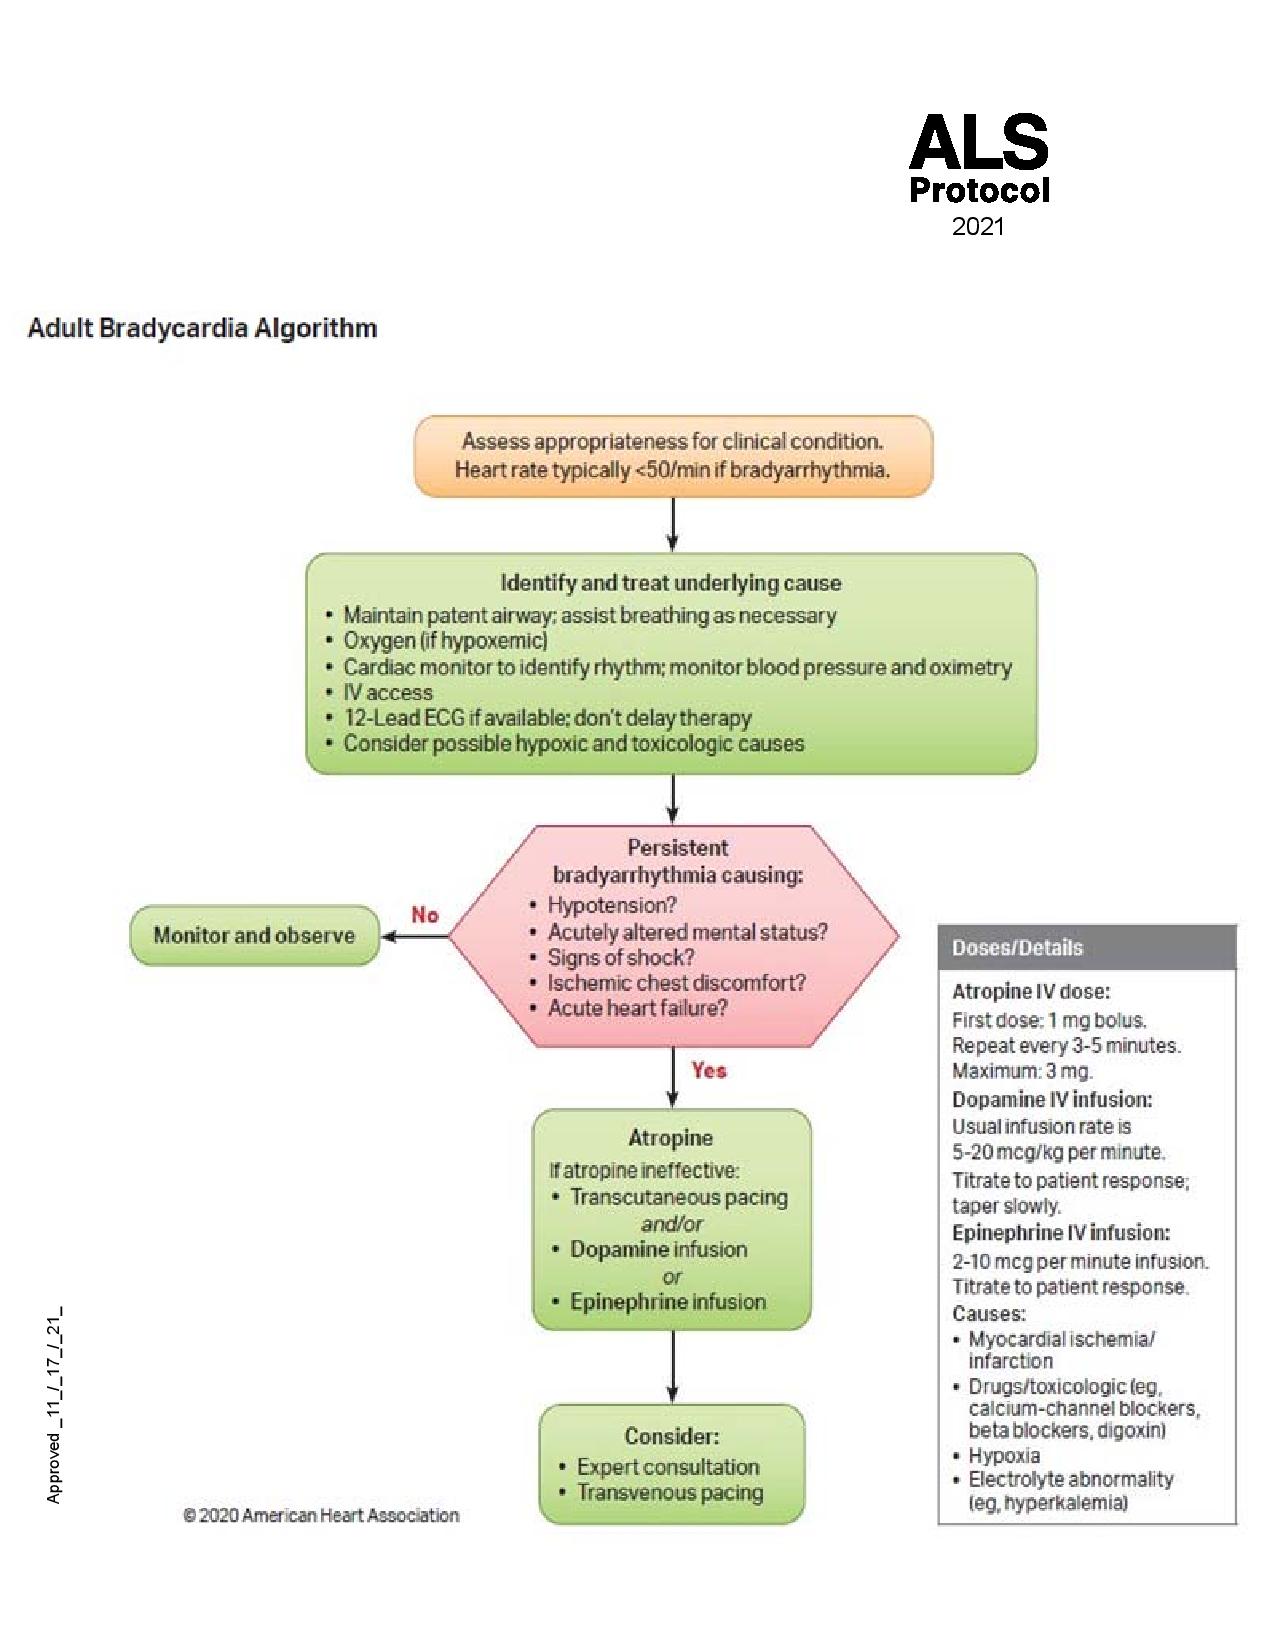 ALS
Protocol
2021
Adult Bradycardia Algorithm
Assess appropriateness for clinical condition.
Heart rate typically <50/min if bradyarrhythmia.
Identify and treat underlying cause
• Maintain patent airway; assist breathing as necessary
• Oxygen (if hypoxemic)
• Cardiac monitor to identify rhythm; monitor blood pressure and oximetry
• IV access
• 12-Lead ECG if available; don't delay therapy
• Consider possible hypoxic and toxicologic causes
Persistent
bradyarrhythmia causing:
• Hypotension?
• Acutely altered mental status?
• Signs of shock?
• Ischemic chest discomfort?
• Acute heart failure?
No
Monitor and observe
Yes
Atropine
If atropine ineffective:
• Transcutaneous pacing
and/or
• Dopamine infusion
or
• Epinephrine infusion
Consider:
• Expert consultation
• Transvenous pacing
Doses/Details
Atropine IV dose:
First dose: 1 mg bolus.
Repeat every 3-5 minutes.
Maximum: 3 mg.
Dopamine IV infusion:
Usual infusion rate is
5-20 mcg/kg per minute.
Titrate to patient response;
taper slowly.
Epinephrine IV infusion:
2-10 mcg per minute infusion.
Titrate to patient response.
Causes:
• Myocardial ischemia/
infarction
• Drugs/toxicologic (eg,
calcium-channel blockers,
beta blockers, digoxin)
• Hypoxia
• Electrolyte abnormality
(eg, hyperkalemia)
© 2020 American Heart Association
Approved _11_/_17_/_21_